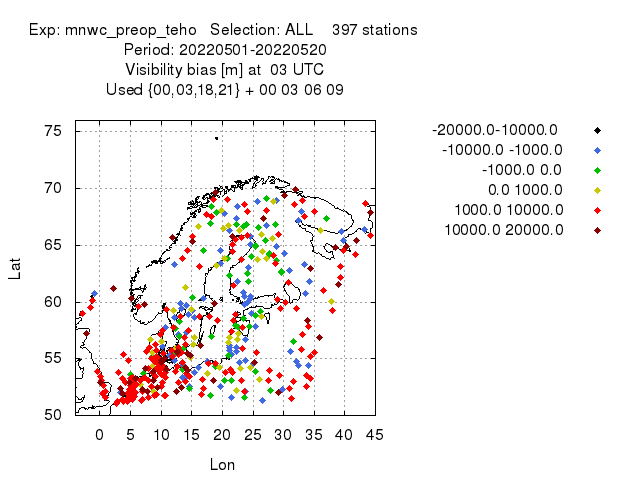 Exp: mnwc_preop_teho   Selection: ALL    397 stations
Period: 20220501-20220520
Visibility bias [m] at  03 UTC
Used {00,03,18,21} + 00 03 06 09
-20000.0-10000.0
-10000.0 -1000.0
-1000.0 0.0
0.0 1000.0
1000.0 10000.0
10000.0 20000.0
75
70
65
60
55
50
Lat
0 5 10 15 20 25 30 35 40 45
Lon